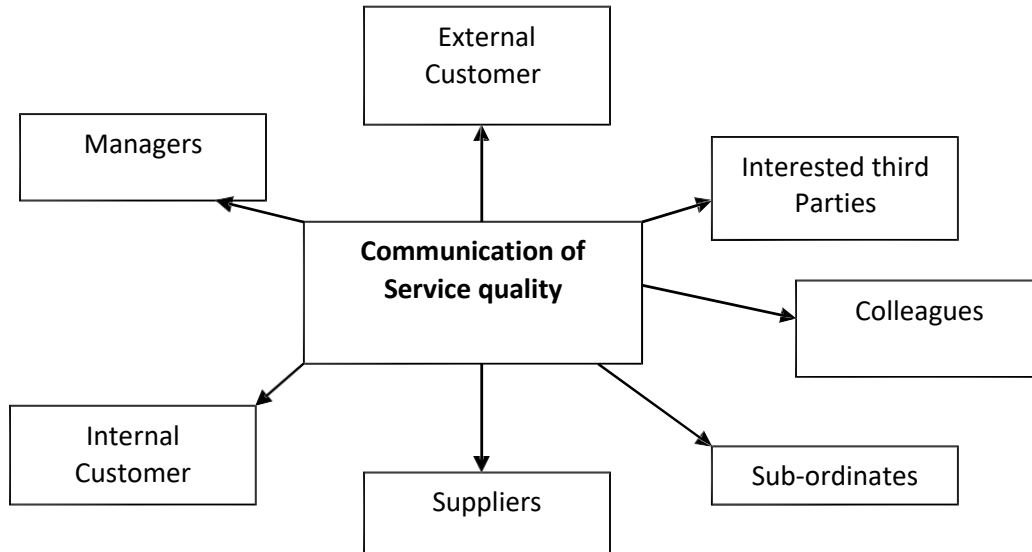 External
Customer
Managers
Interested third
Parties
Communication of
Service quality
Colleagues
Internal
Customer
Sub-ordinates
Suppliers